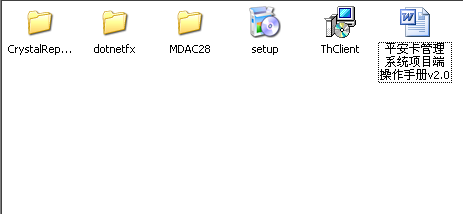 CrystalRep...
dotnetfx
MDAC28
setup
ThClient
平安卡管理
系统项目端
操作手册v2.0